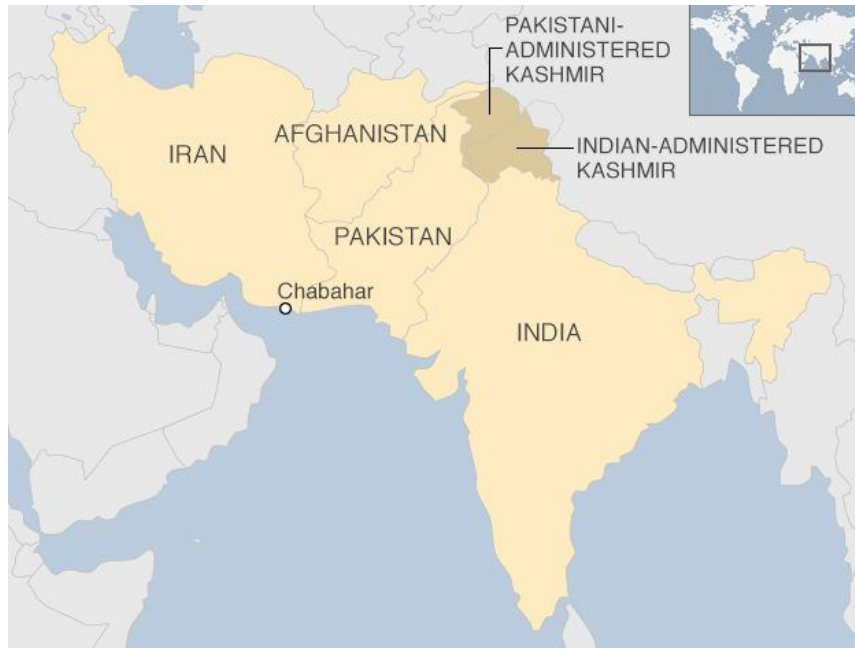 PAKISTANI-
ADMINISTERED
KASHMIR
AFGHANISTAN
IRAN
INDIAN-ADMINISTERED
KASHMIR
PAKISTAN
Chabahar
INDIA